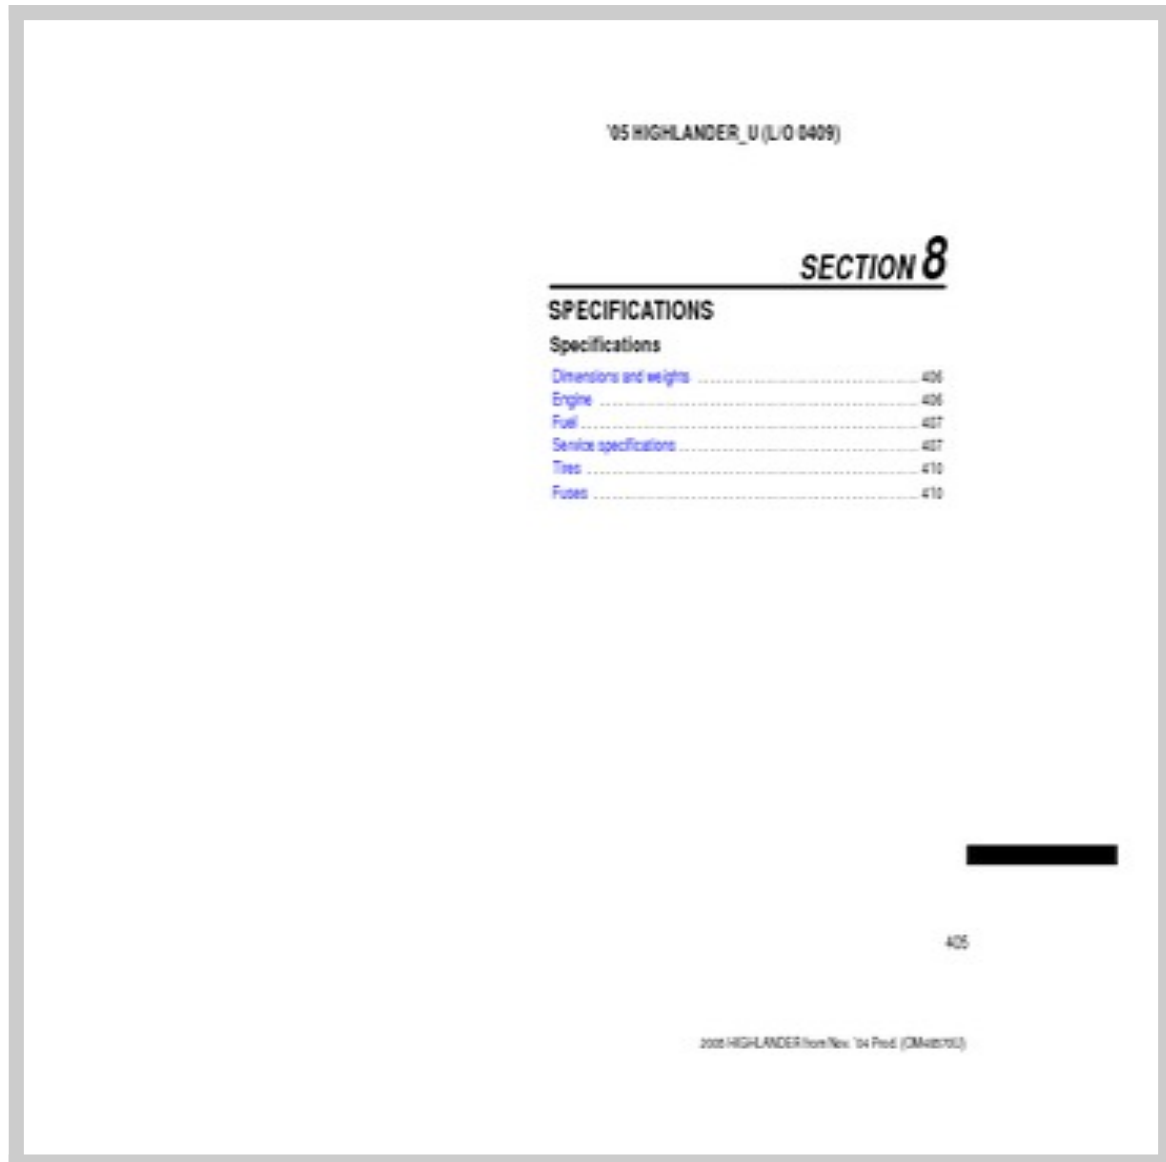 '05 HIGHLANDER_U (L/O 0409)
SECTION 8
SPECIFICATIONS
Specifications
Dimensions and weights 406
Engine 406
Fuel 407
Service specifications 407
Tires 410
Fuses 410
405
2005 HIGHLANDER from Nov. '04 Prod. (OM48570U)